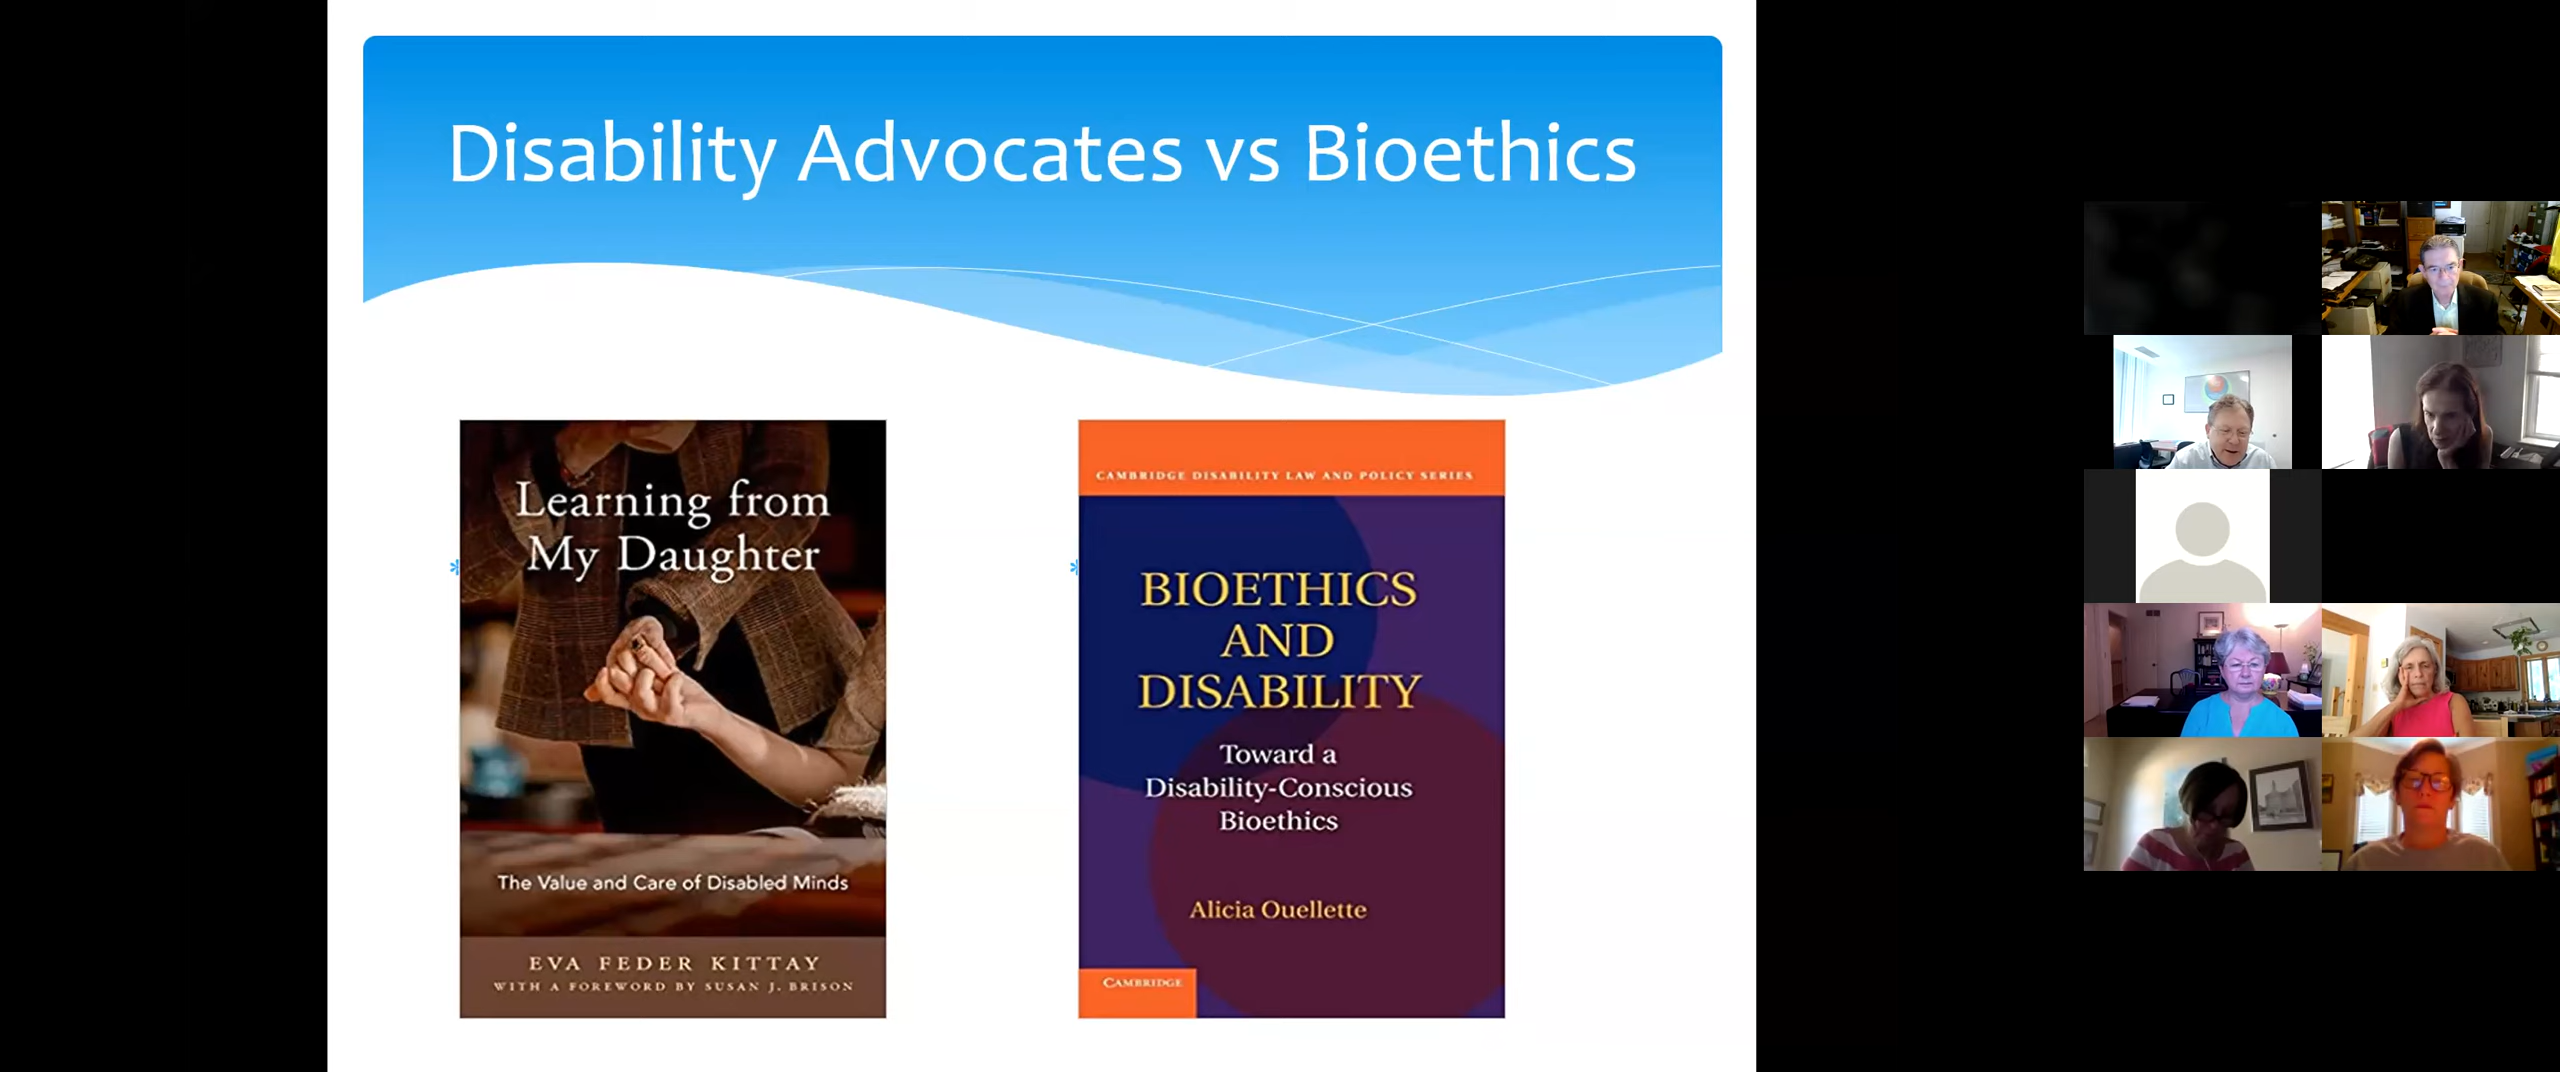 Disability Advocates vs Bioethics
Learning from
My Daughter
The Value and Care of Disabled Minds
EVA FEDER KITTAY
WITH A FOREWORD BY SUSAN J. BRISON
CAMBRIDGE DISABILITY LAW AND POLICY SERIES
BIOETHICS
AND
DISABILITY
Toward a
Disability-Conscious
Bioethics
Alicia Ouellette
CAMBRIDGE